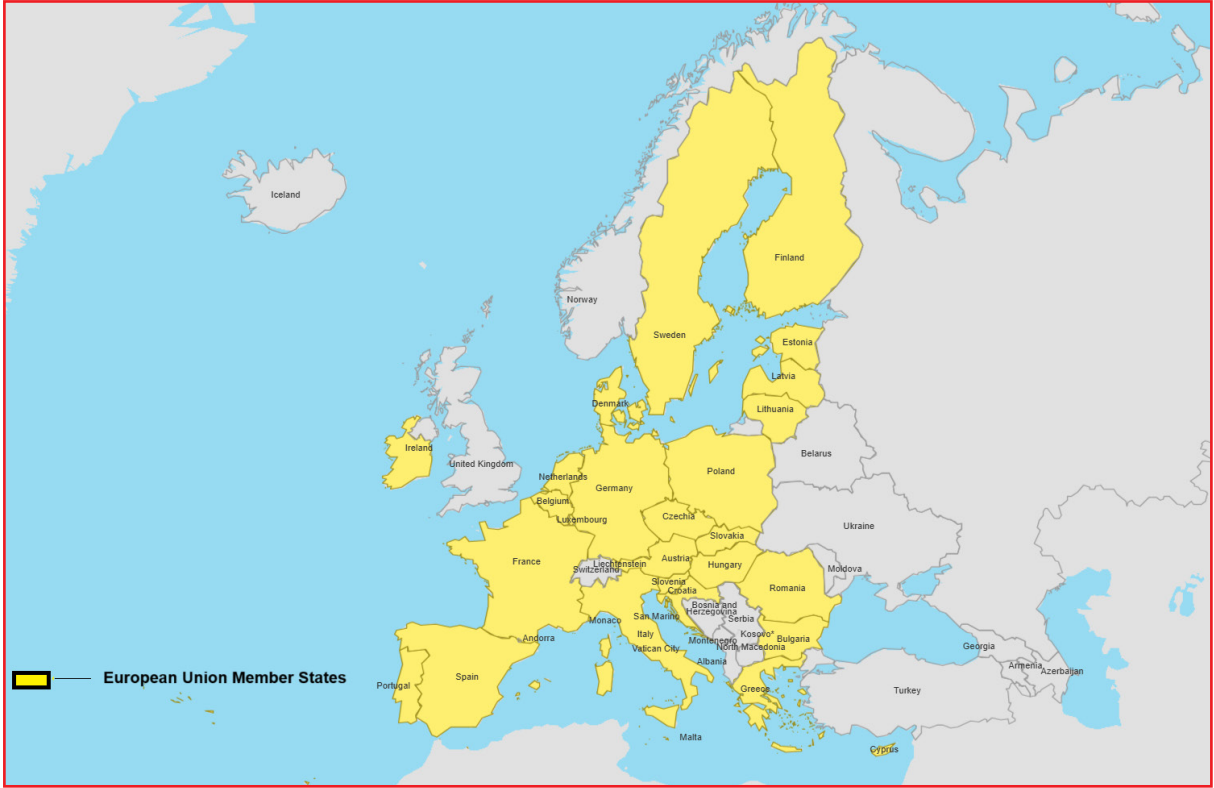 Iceland
Finland
Norway
Sweden
Estonia
Latvia
Denmark
Lithuania
Ireland
United Kingdom
Belarus
Netherlands
Poland
Germany
Belgium
Czechia
Luxembourg
Ukraine
Slovakia
France
Austria
Liechtenstein
Hungary
Switzerland
Moldova
Slovenia
Romania
Croatia
Bosnia and
Herzegovina
San Marino
Monaco
Serbia
Italy
Kosovo*
Andorra
Montenegro
Bulgaria
Vatican City
North Macedonia
Georgia
Albania
Armenia
Azerbaijan
European Union Member States
Spain
Portugal
Greece
Turkey
Malta
Cyprus